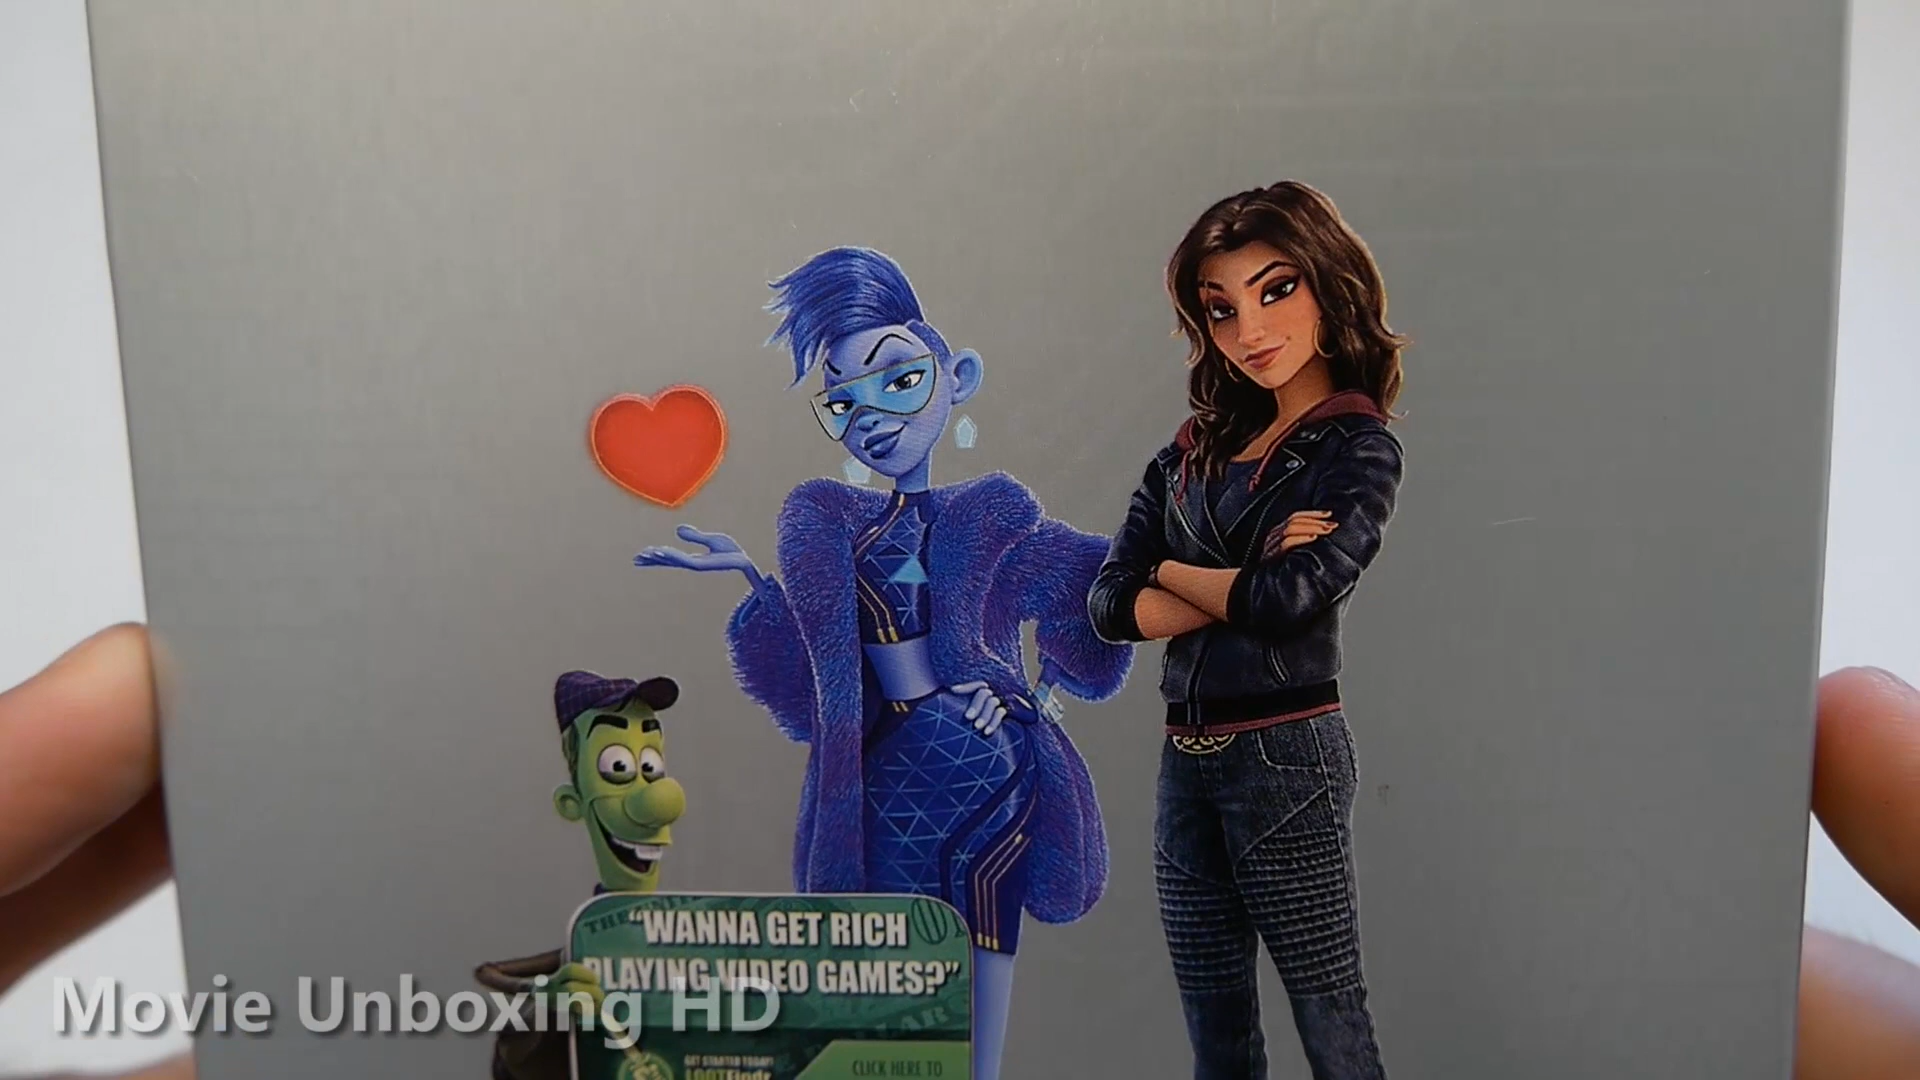 "WANNA GET RICH
PLAYING VIDEO GAMES?"
GET STARTED TODAY!
LOOTFindr
CLICK HERE TO
Movie Unboxing HD